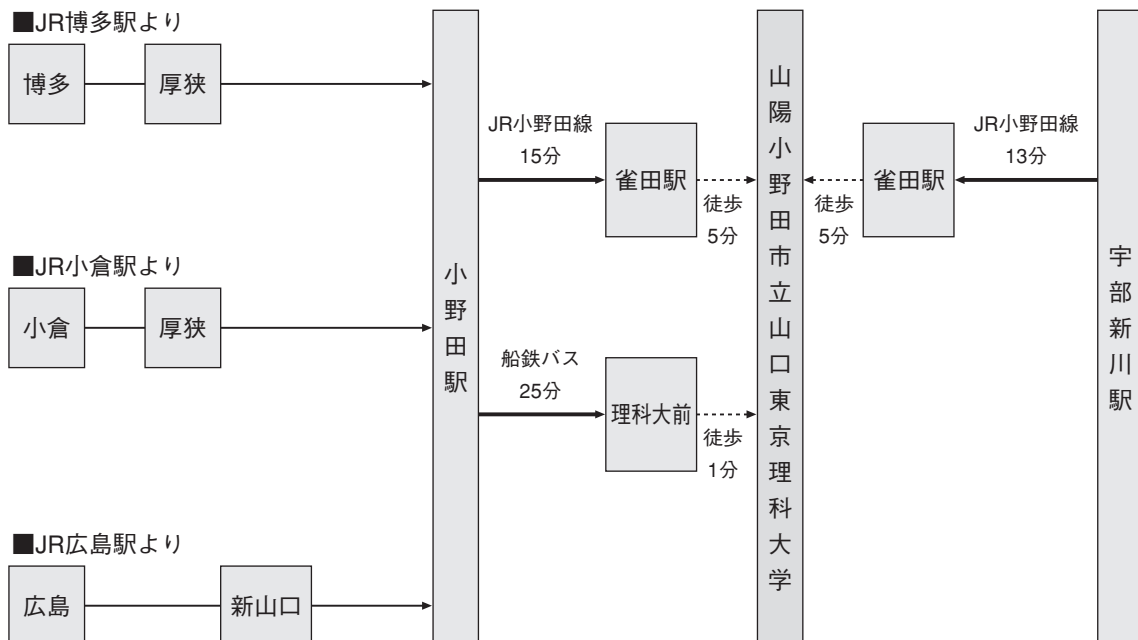 ■JR博多駅より
博多
厚狭
■JR小倉駅より
小倉
厚狭
■JR広島駅より
広島
新山口
小野田駅
JR小野田線
15分
雀田駅
徒歩
5分
船鉄バス
25分
理科大前
徒歩
1分
山陽小野田市立山口東京理科大学
徒歩
5分
雀田駅
JR小野田線
13分
宇部新川駅